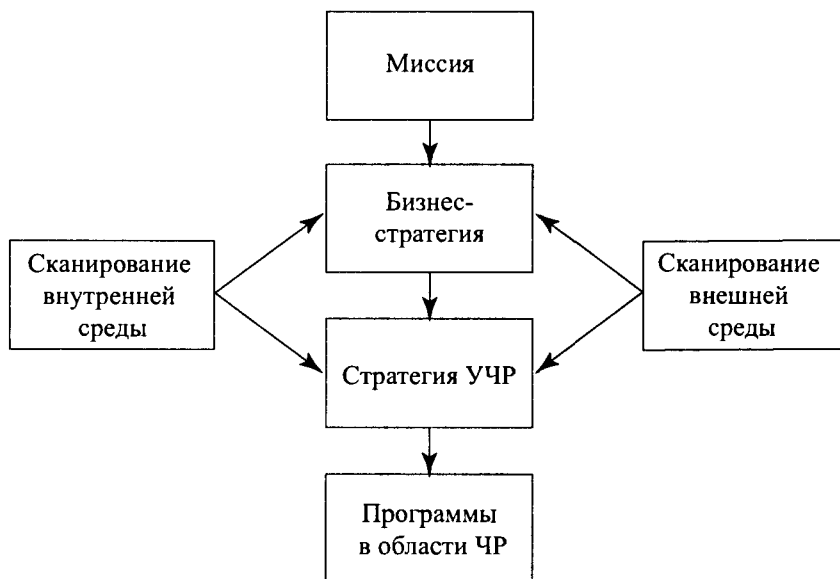 Миссия
Бизнес-
стратегия
Сканирование
внутренней
среды
Сканирование
внешней
среды
Стратегия УЧР
Программы
в области ЧР